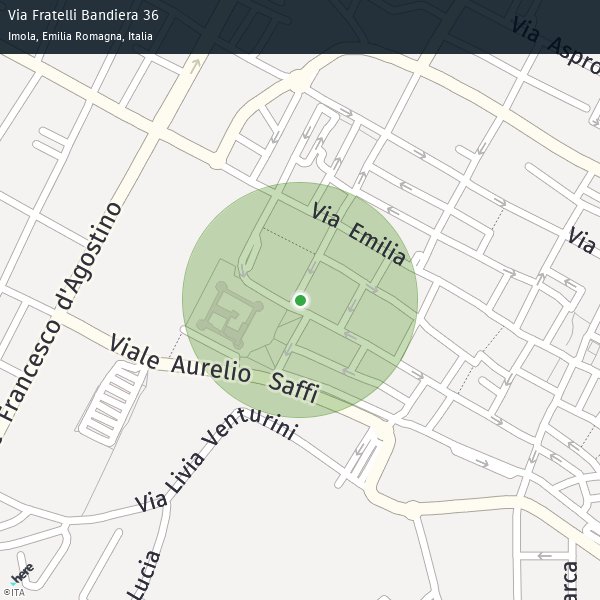 Via Fratelli Bandiera 36
Imola, Emilia Romagna, Italia
Via Aspro
Via Emilia
Via
Francesco d'Agostino
Viale Aurelio Saffi
Via Livia Venturini
Lucia
arca
here
©ITA